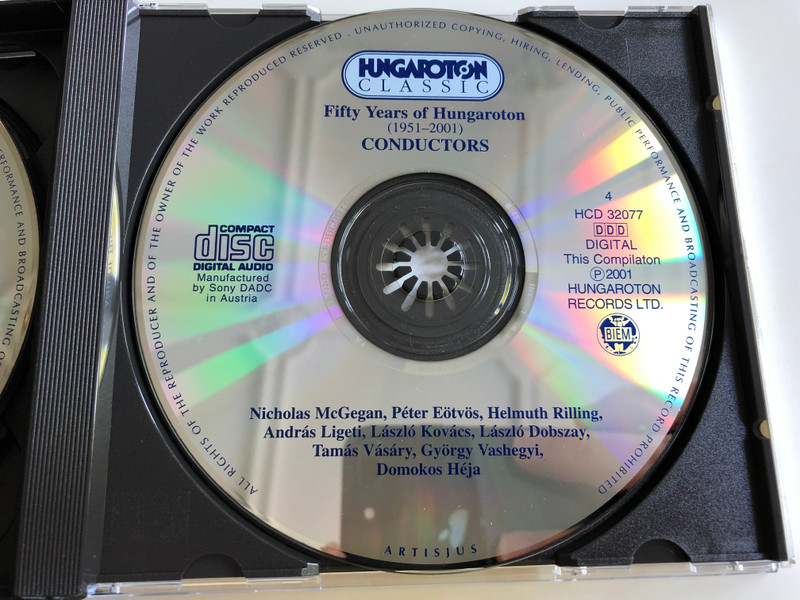 ALL RIGHTS OF THE REPRODUCER AND OF THE OWNER OF THE WORK REPRODUCED RESERVED · UNAUTHORIZED COPYING, HIRING, LENDING, PUBLIC PERFORMANCE AND BROADCASTING OF THIS RECORD PROHIBITED
HUNGAROTON
CLASSIC
Fifty Years of Hungaroton
(1951–2001)
CONDUCTORS
COMPACT
disc
DIGITAL AUDIO
Manufactured
by Sony DADC
in Austria
4
HCD 32077
DDD
DIGITAL
This Compilaton
Ⓟ 2001
HUNGAROTON
RECORDS LTD.
BIEM
Nicholas McGegan, Péter Eötvös, Helmuth Rilling,
András Ligeti, László Kovács, László Dobszay,
Tamás Vásáry, György Vashegyi,
Domokos Héja
ARTISJUS
PERFORMANCE AND BROADCASTING